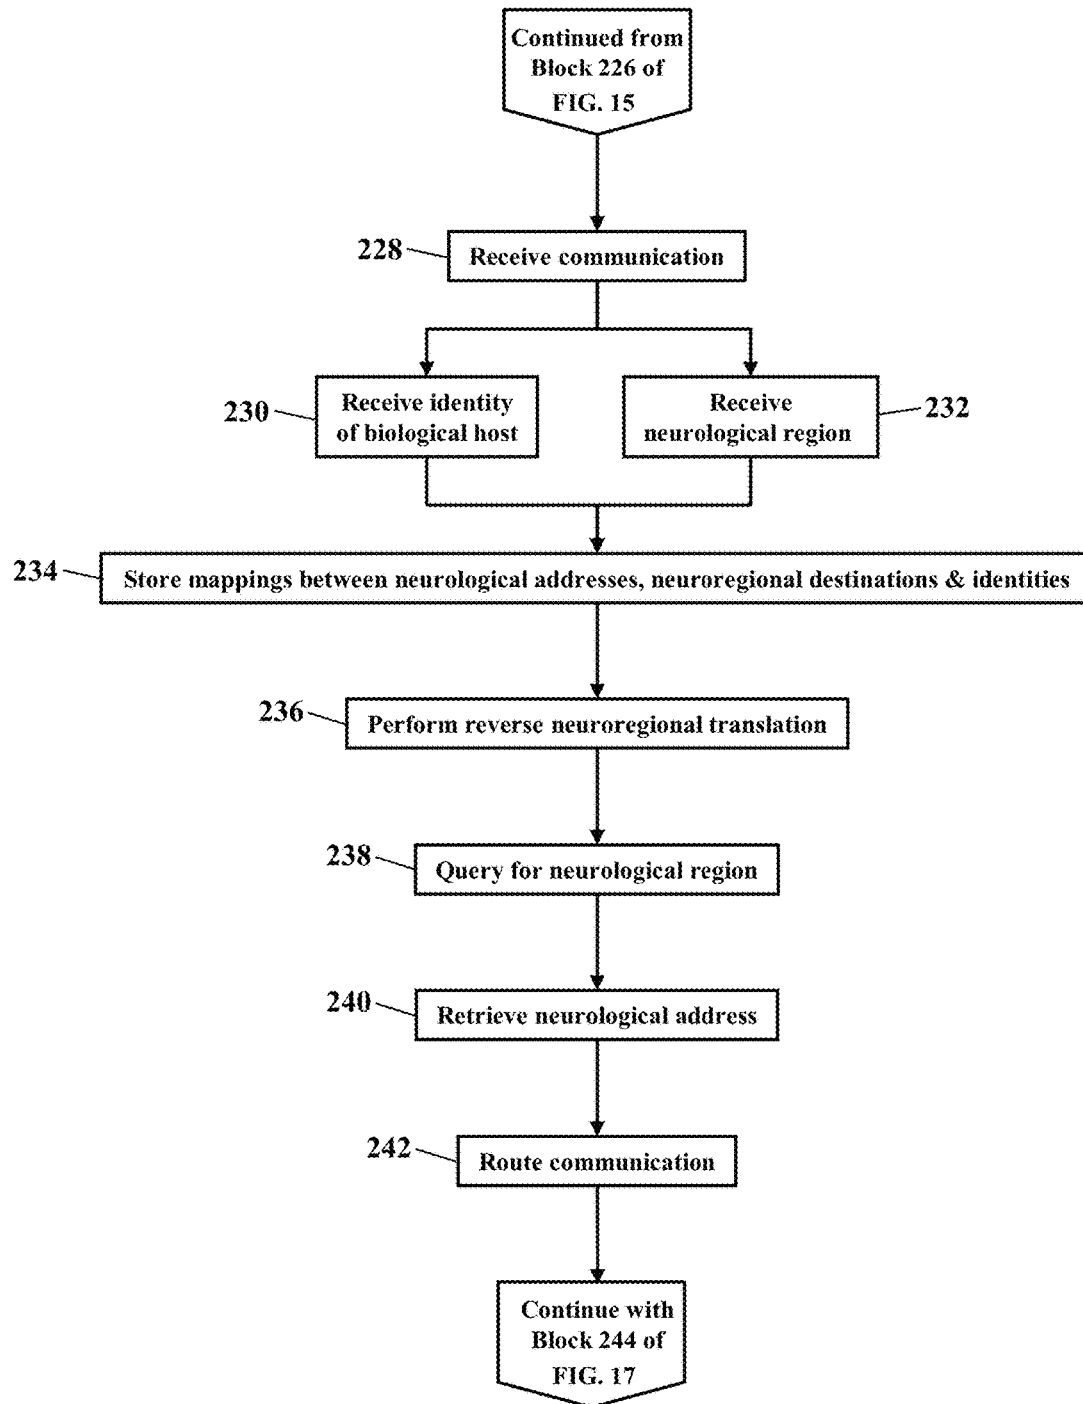 Continued from
Block 226 of
FIG. 15
228
Receive communication
230
Receive identity
of biological host
Receive
neurological region
232
234
Store mappings between neurological addresses, neuroregional destinations & identities
236
Perform reverse neuroregional translation
238
Query for neurological region
240
Retrieve neurological address
242
Route communication
Continue with
Block 244 of
FIG. 17